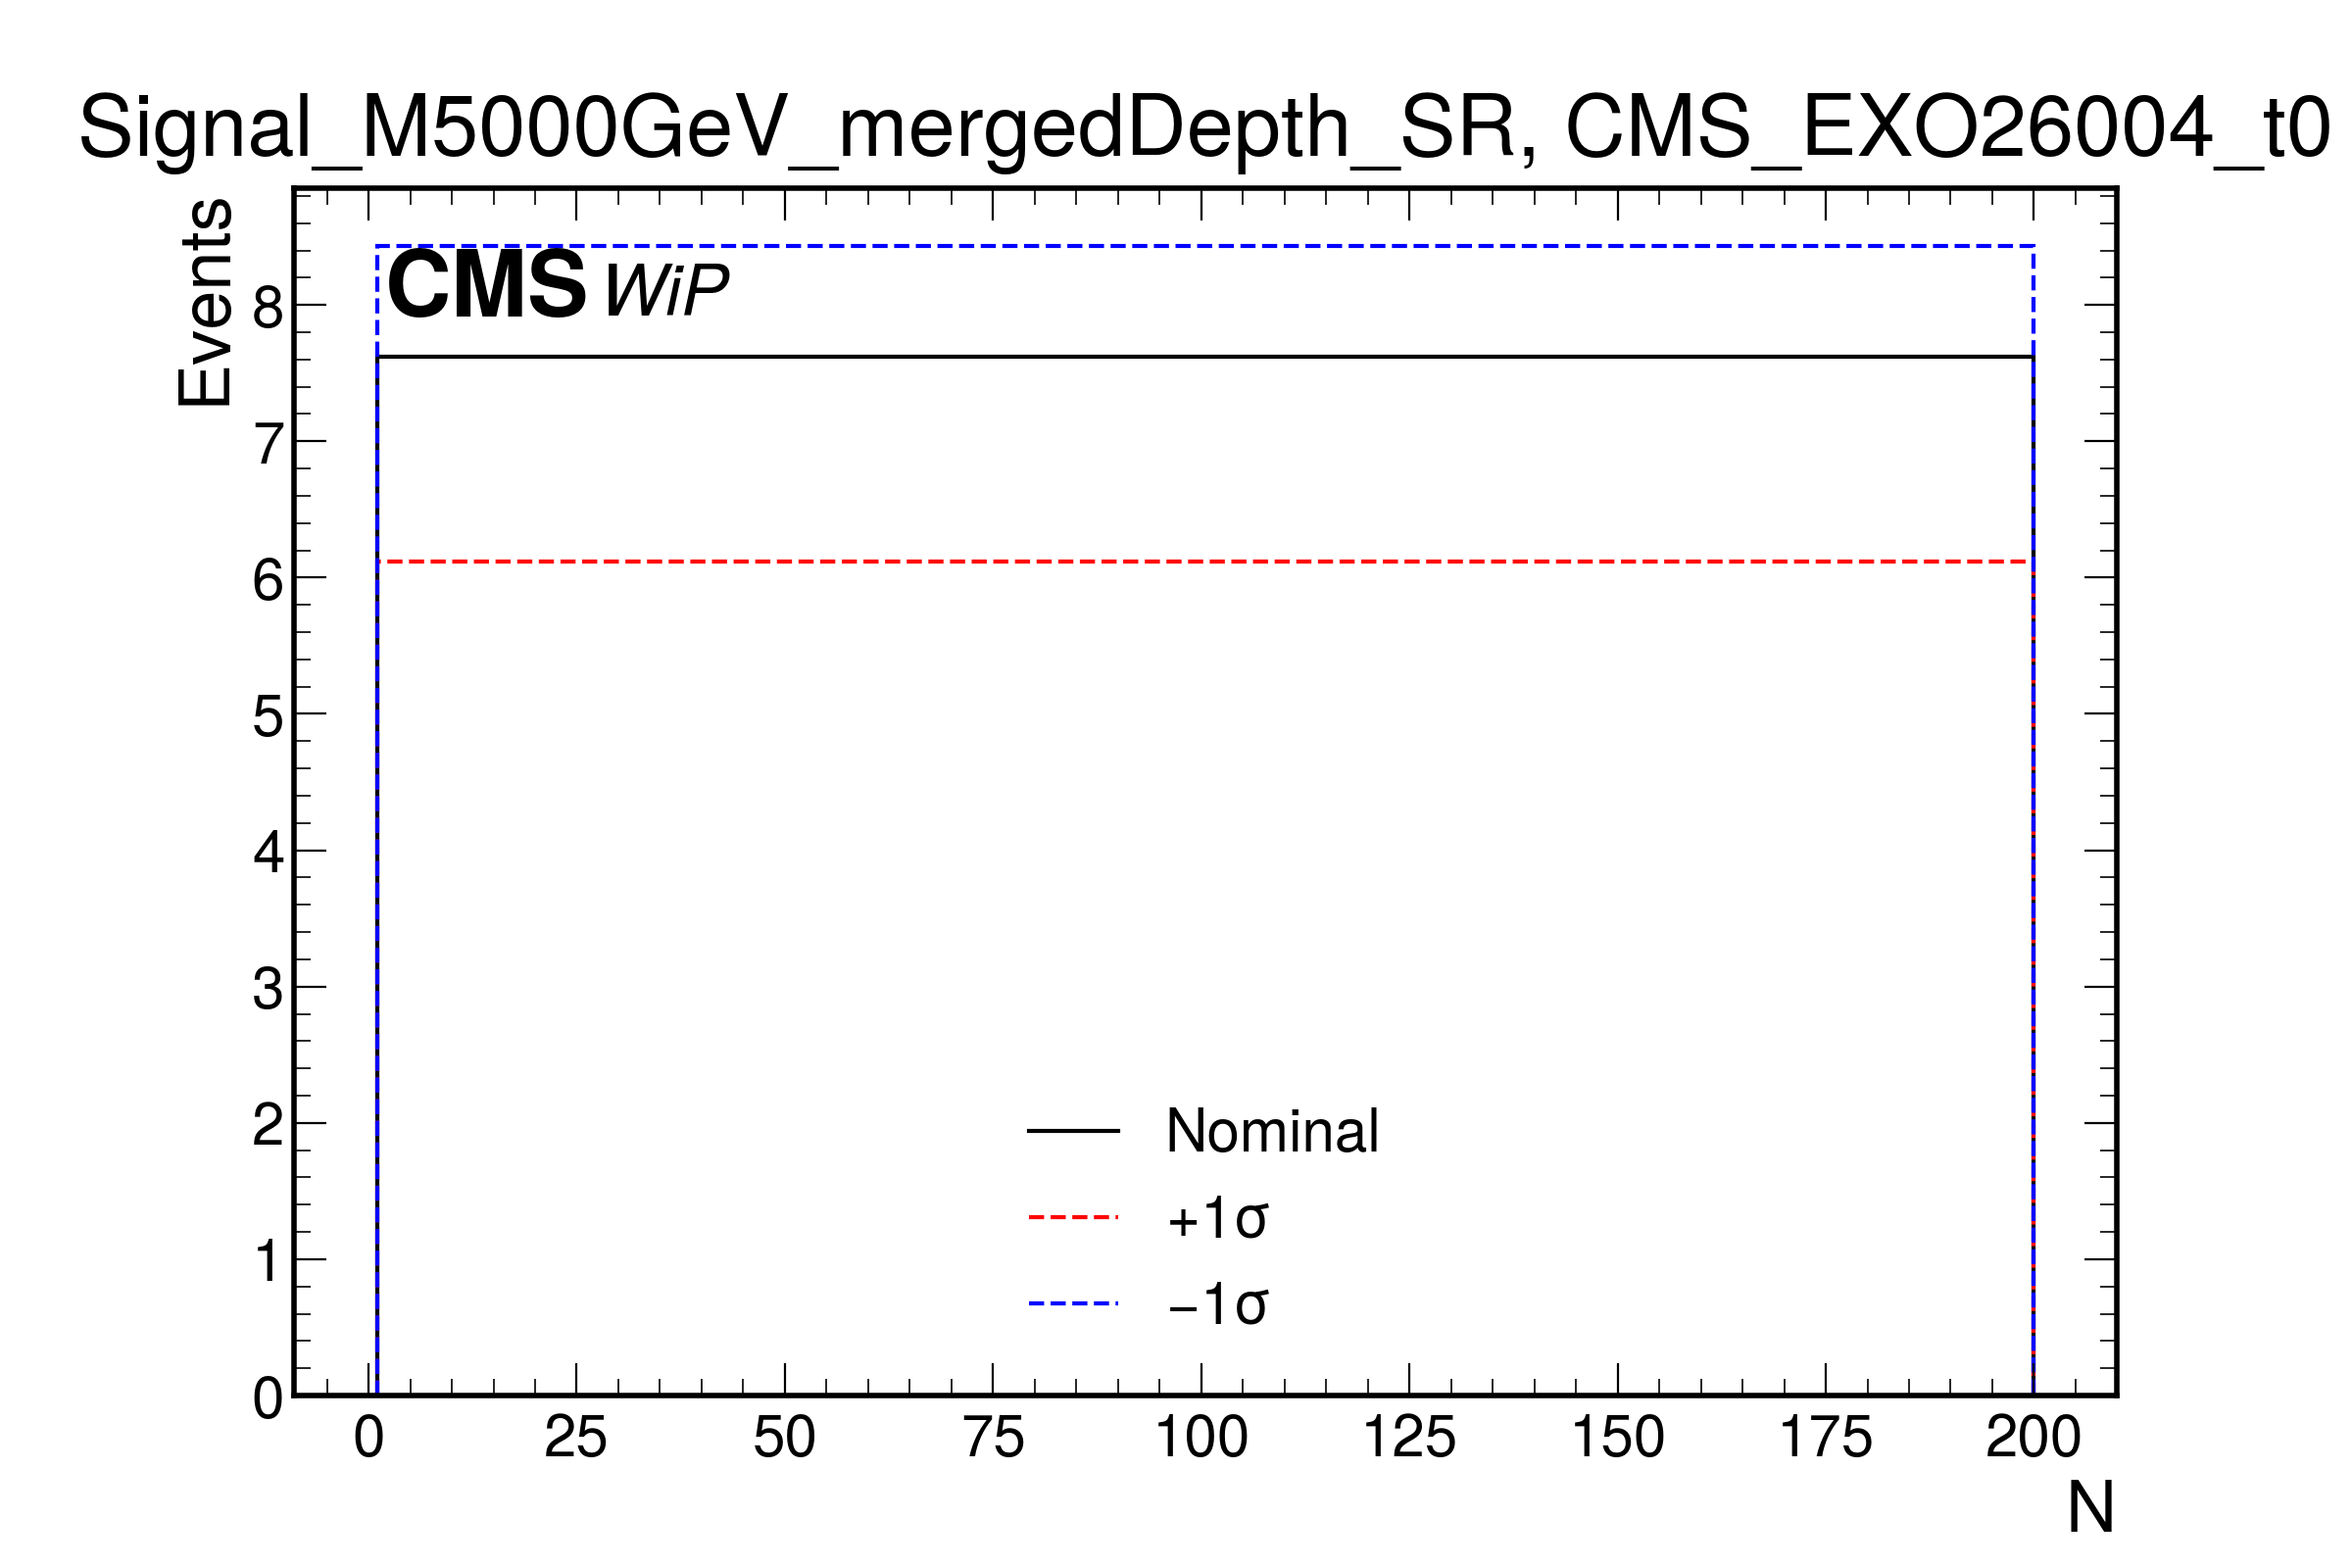 Signal_M5000GeV_mergedDepth_SR, CMS_EXO26004_t0
Events
CMS WiP
8
7
6
5
4
3
2
1
0
Nominal
+1σ
−1σ
0 25 50 75 100 125 150 175 200
N